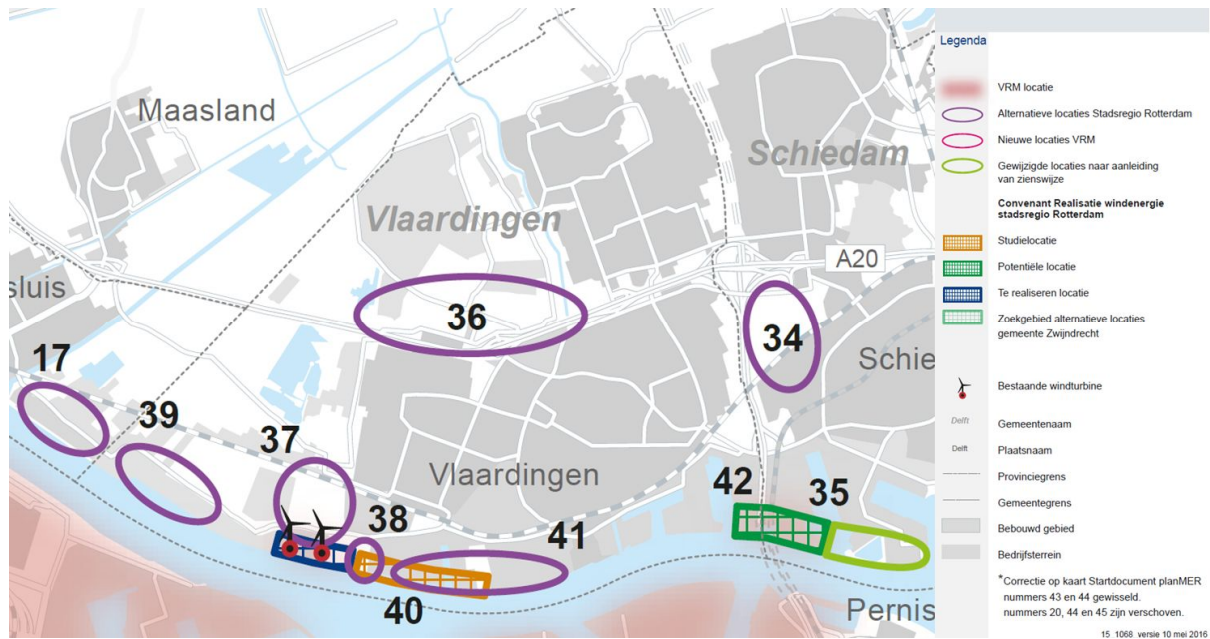 Maasland
Schiedam
Vlaardingen
A20
sluis
36
34
17
Schie
39
37
Vlaardingen
42
35
38
41
40
Pernis
Legenda
VRM locatie
Alternatieve locaties Stadsregio Rotterdam
Nieuwe locaties VRM
Gewijzigde locaties naar aanleiding
van zienswijze
Convenant Realisatie windenergie
stadsregio Rotterdam
Studielocatie
Potentiële locatie
Te realiseren locatie
Zoekgebied alternatieve locaties
gemeente Zwijndrecht
Bestaande windturbine
Delft Gemeentenaam
Delft Plaatsnaam
Provinciegrens
Gemeentegrens
Bebouwd gebied
Bedrijfsterrein
*Correctie op kaart Startdocument planMER
nummers 43 en 44 gewisseld.
nummers 20, 44 en 45 zijn verschoven.
15_1068 versie 10 mei 2016